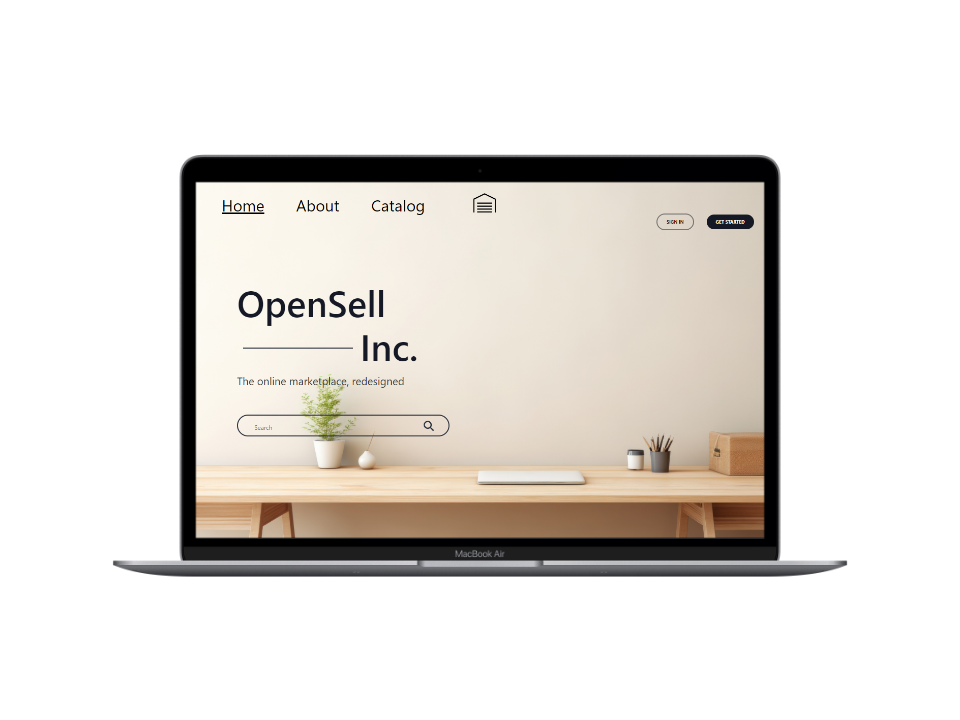 Home About Catalog
SIGN IN GET STARTED
OpenSell
Inc.
The online marketplace, redesigned
Search
MacBook Air